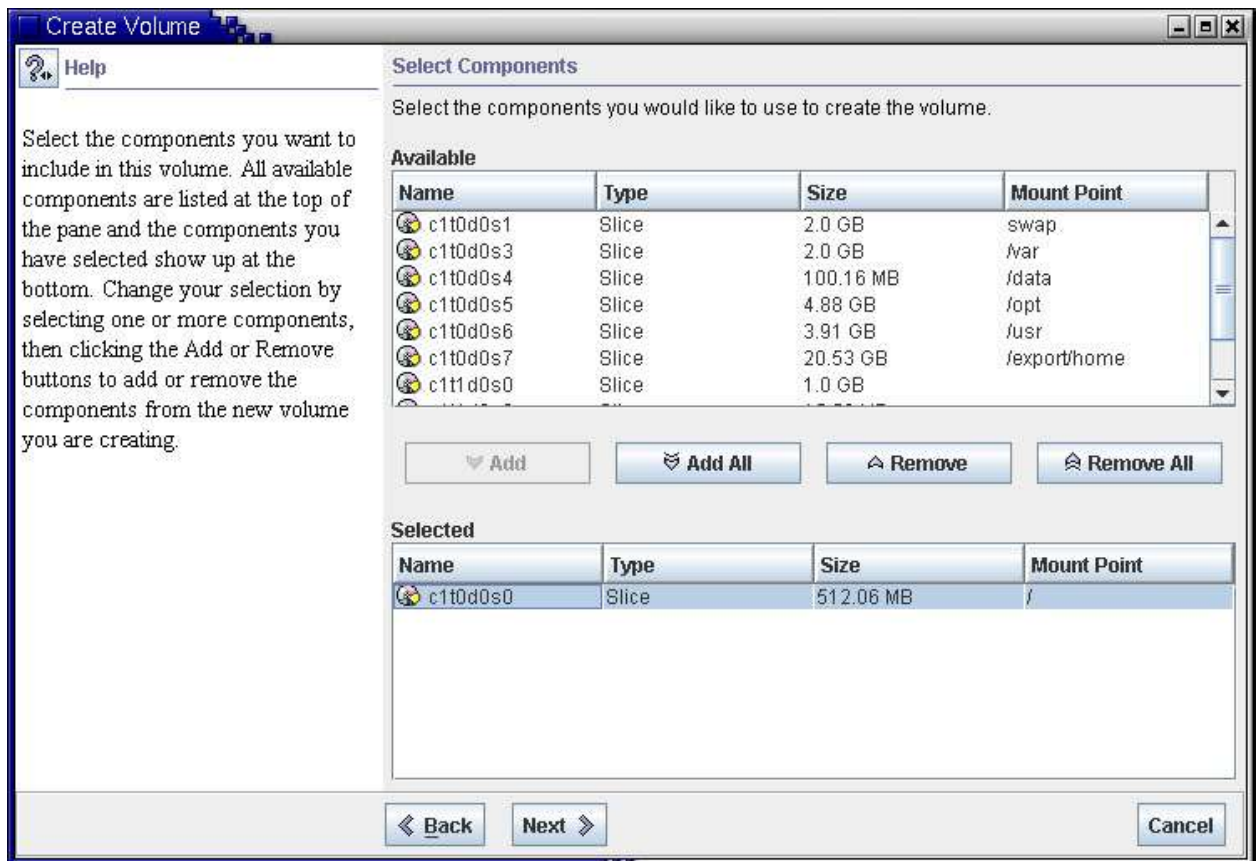 Create Volume
Help
Select the components you want to
include in this volume. All available
components are listed at the top of
the pane and the components you
have selected show up at the
bottom. Change your selection by
selecting one or more components,
then clicking the Add or Remove
buttons to add or remove the
components from the new volume
you are creating.
Select Components
Select the components you would like to use to create the volume.
Available
Name Type Size Mount Point
c1t0d0s1 Slice 2.0 GB swap
c1t0d0s3 Slice 2.0 GB /var
c1t0d0s4 Slice 100.16 MB /data
c1t0d0s5 Slice 4.88 GB /opt
c1t0d0s6 Slice 3.91 GB /usr
c1t0d0s7 Slice 20.53 GB /export/home
c1t1d0s0 Slice 1.0 GB
Add Add All Remove Remove All
Selected
Name Type Size Mount Point
c1t0d0s0 Slice 512.06 MB /
Back Next Cancel